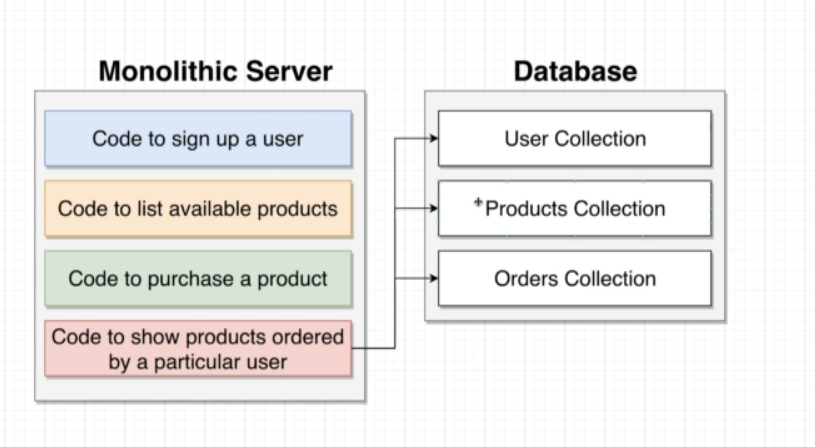 Monolithic Server
Database
Code to sign up a user
User Collection
Code to list available products
Products Collection
Code to purchase a product
Orders Collection
Code to show products ordered
by a particular user